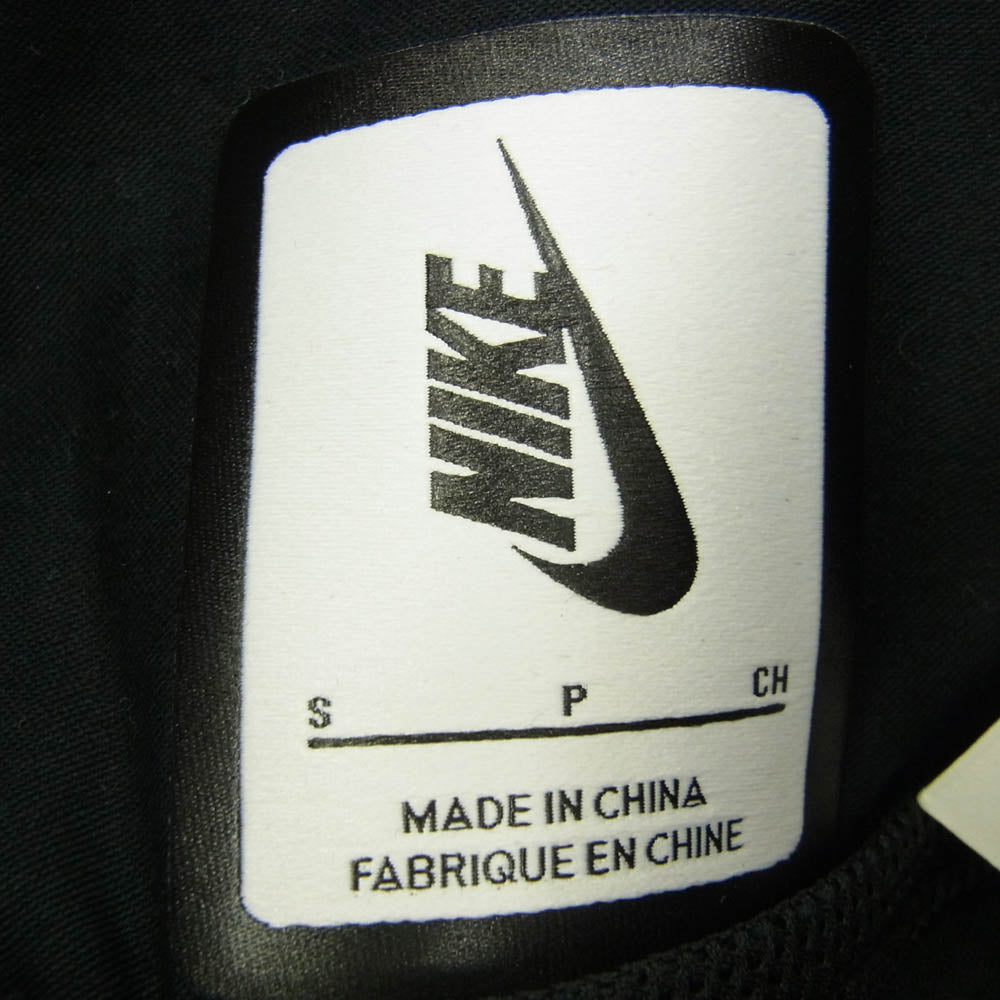 NIKE
S P CH
MADE IN CHINA
FABRIQUE EN CHINE